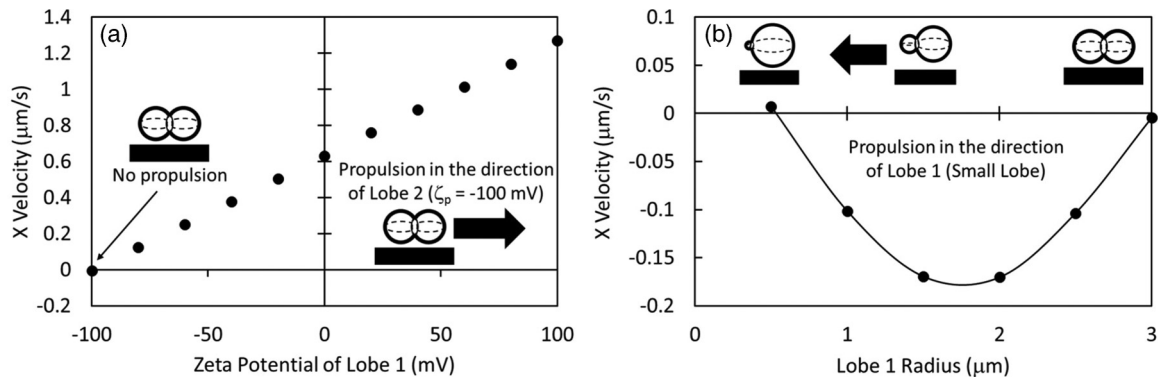 (a)
1.4
1.2
1
0.8
0.6
0.4
0.2
0
-0.2
X Velocity (μm/s)
No propulsion
Propulsion in the direction
of Lobe 2 (ζp = -100 mV)
-100 -50 0 50 100
Zeta Potential of Lobe 1 (mV)
(b)
0.1
0.05
0
-0.05
-0.1
-0.15
-0.2
X Velocity (μm/s)
Propulsion in the direction
of Lobe 1 (Small Lobe)
0 1 2 3
Lobe 1 Radius (μm)